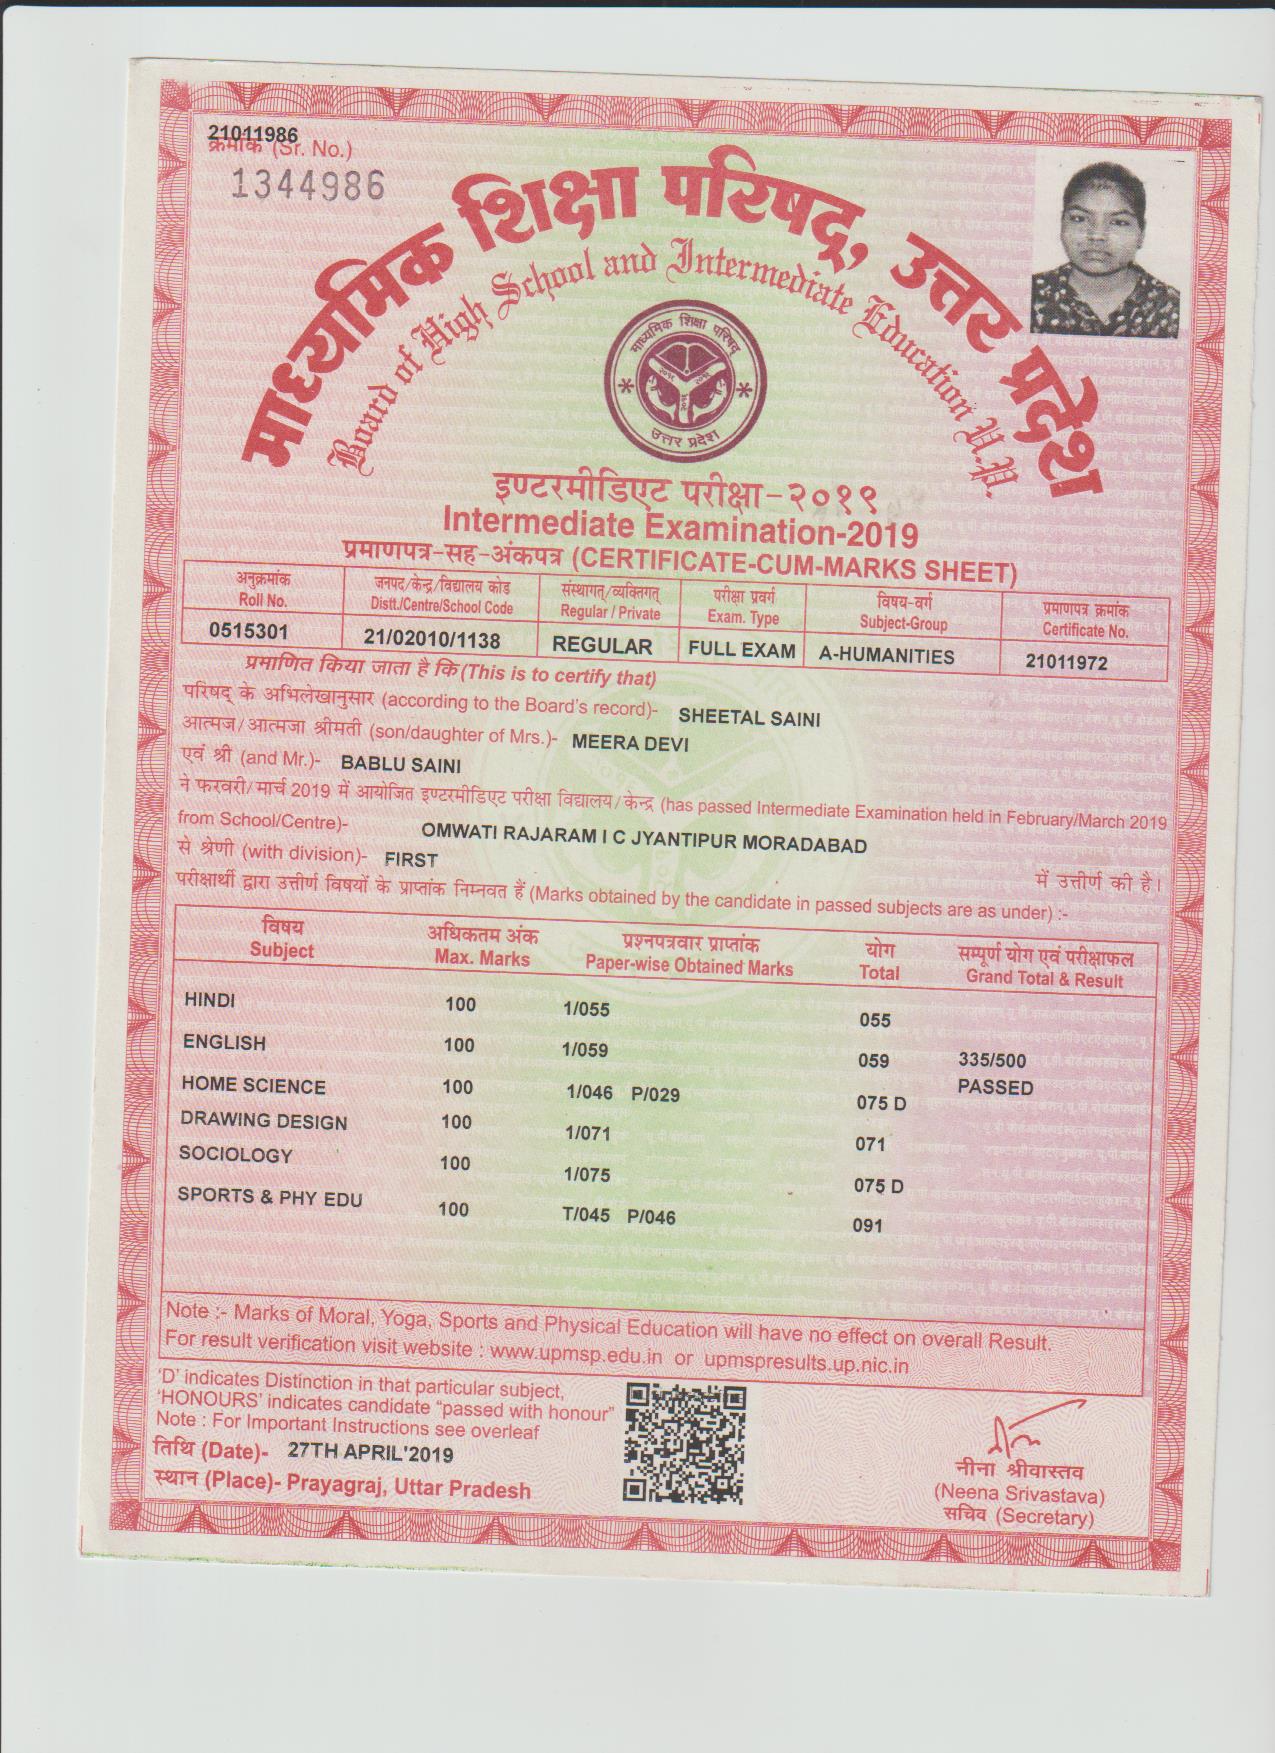 21011986
क्रमांक (Sr. No.)
1344986
माध्यमिक शिक्षा परिषद्, उत्तर प्रदेश
Board of High School and Intermediate Education U.P.
माध्यमिक शिक्षा परिषद्
उत्तर प्रदेश
इण्टरमीडिएट परीक्षा-२०१९
Intermediate Examination-2019
प्रमाणपत्र-सह-अंकपत्र (CERTIFICATE-CUM-MARKS SHEET)
अनुक्रमांक जनपद/केन्द्र/विद्यालय कोड संस्थागत्/व्यक्तिगत् परीक्षा प्रवर्ग विषय-वर्ग प्रमाणपत्र क्रमांक
Roll No. Distt./Centre/School Code Regular / Private Exam. Type Subject-Group Certificate No.
0515301 21/02010/1138 REGULAR FULL EXAM A-HUMANITIES 21011972
प्रमाणित किया जाता है कि (This is to certify that)
परिषद् के अभिलेखानुसार (according to the Board's record)- SHEETAL SAINI
आत्मज/आत्मजा श्रीमती (son/daughter of Mrs.)- MEERA DEVI
एवं श्री (and Mr.)- BABLU SAINI
ने फरवरी/मार्च 2019 में आयोजित इण्टरमीडिएट परीक्षा विद्यालय/केन्द्र (has passed Intermediate Examination held in February/March 2019
from School/Centre)- OMWATI RAJARAM I C JYANTIPUR MORADABAD
से श्रेणी (with division)- FIRST में उत्तीर्ण की है।
परीक्षार्थी द्वारा उत्तीर्ण विषयों के प्राप्तांक निम्नवत हैं (Marks obtained by the candidate in passed subjects are as under) :-
विषय अधिकतम अंक प्रश्नपत्रवार प्राप्तांक योग सम्पूर्ण योग एवं परीक्षाफल
Subject Max. Marks Paper-wise Obtained Marks Total Grand Total & Result
HINDI 100 1/055 055
ENGLISH 100 1/059 059 335/500
PASSED
HOME SCIENCE 100 1/046 P/029 075 D
DRAWING DESIGN 100 1/071 071
SOCIOLOGY 100 1/075 075 D
SPORTS & PHY EDU 100 T/045 P/046 091
Note :- Marks of Moral, Yoga, Sports and Physical Education will have no effect on overall Result.
For result verification visit website : www.upmsp.edu.in or upmspresults.up.nic.in
'D' indicates Distinction in that particular subject,
'HONOURS' indicates candidate "passed with honour"
Note : For Important Instructions see overleaf
तिथि (Date)- 27TH APRIL'2019
स्थान (Place)- Prayagraj, Uttar Pradesh
नीना श्रीवास्तव
(Neena Srivastava)
सचिव (Secretary)